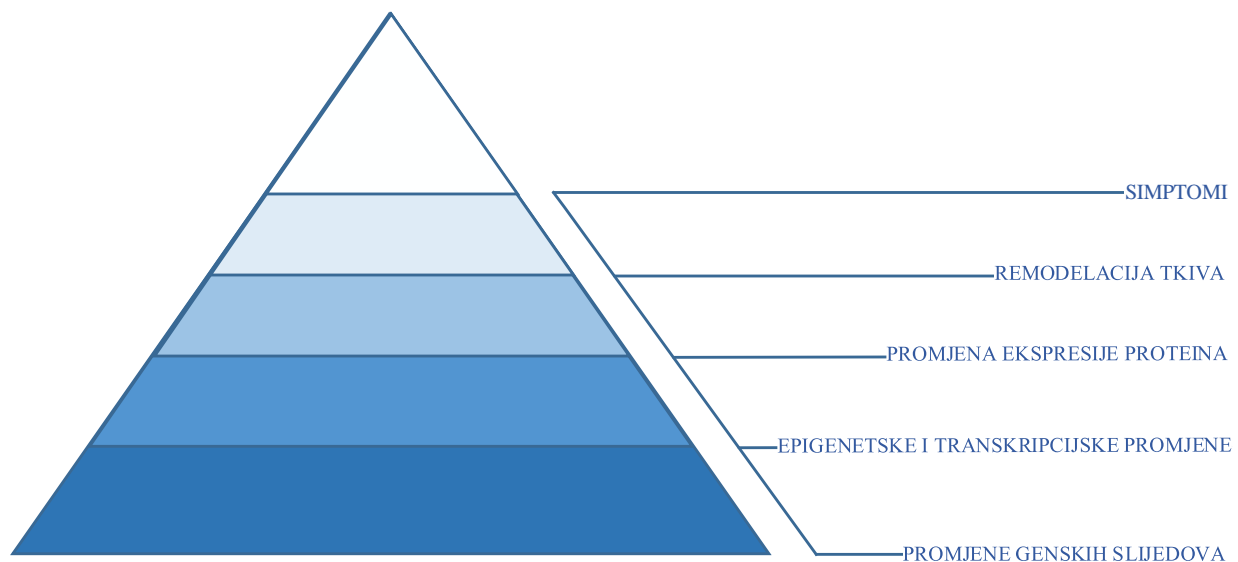 SIMPTOMI
REMODELACIJA TKIVA
PROMJENA EKSPRESIJE PROTEINA
EPIGENETSKE I TRANSKRIPCIJSKE PROMJENE
PROMJENE GENSKIH SLIJEDOVA